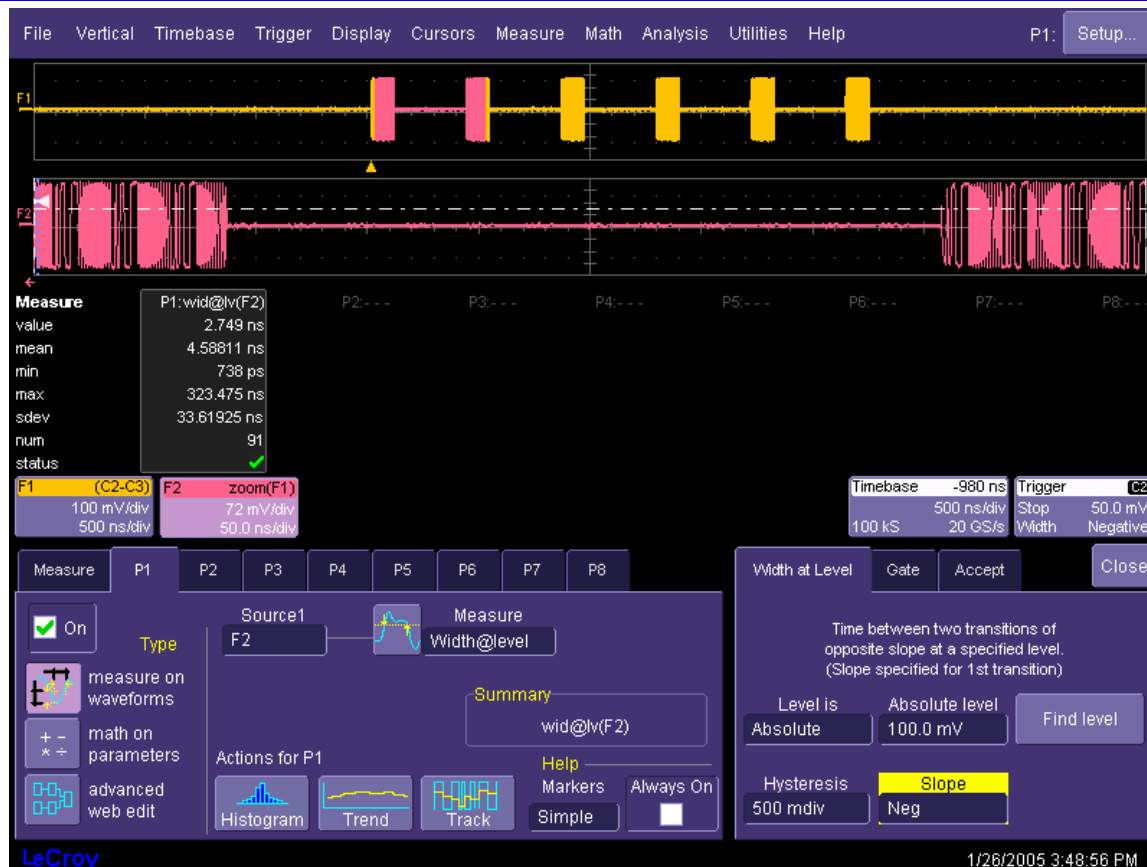 File Vertical Timebase Trigger Display Cursors Measure Math Analysis Utilities Help P1: Setup...
F1
F2
Measure P1:wid@lv(F2) P2:- - - P3:- - - P4:- - - P5:- - - P6:- - - P7:- - - P8:- - -
value 2.749 ns
mean 4.58811 ns
min 738 ps
max 323.475 ns
sdev 33.61925 ns
num 91
status
F1 (C2-C3) F2 zoom(F1) Timebase -980 ns Trigger C2
100 mV/div 72 mV/div 500 ns/div Stop 50.0 mV
500 ns/div 50.0 ns/div 100 kS 20 GS/s Width Negative
Measure P1 P2 P3 P4 P5 P6 P7 P8 Width at Level Gate Accept Close
On
Type
Source1
F2
Measure
Width@level
measure on
waveforms
math on
parameters
advanced
web edit
Summary
wid@lv(F2)
Actions for P1
Histogram Trend Track
Help
Markers Always On
Simple
Time between two transitions of
opposite slope at a specified level.
(Slope specified for 1st transition)
Level is Absolute level
Absolute 100.0 mV Find level
Hysteresis Slope
500 mdiv Neg
LeCroy 1/26/2005 3:48:56 PM